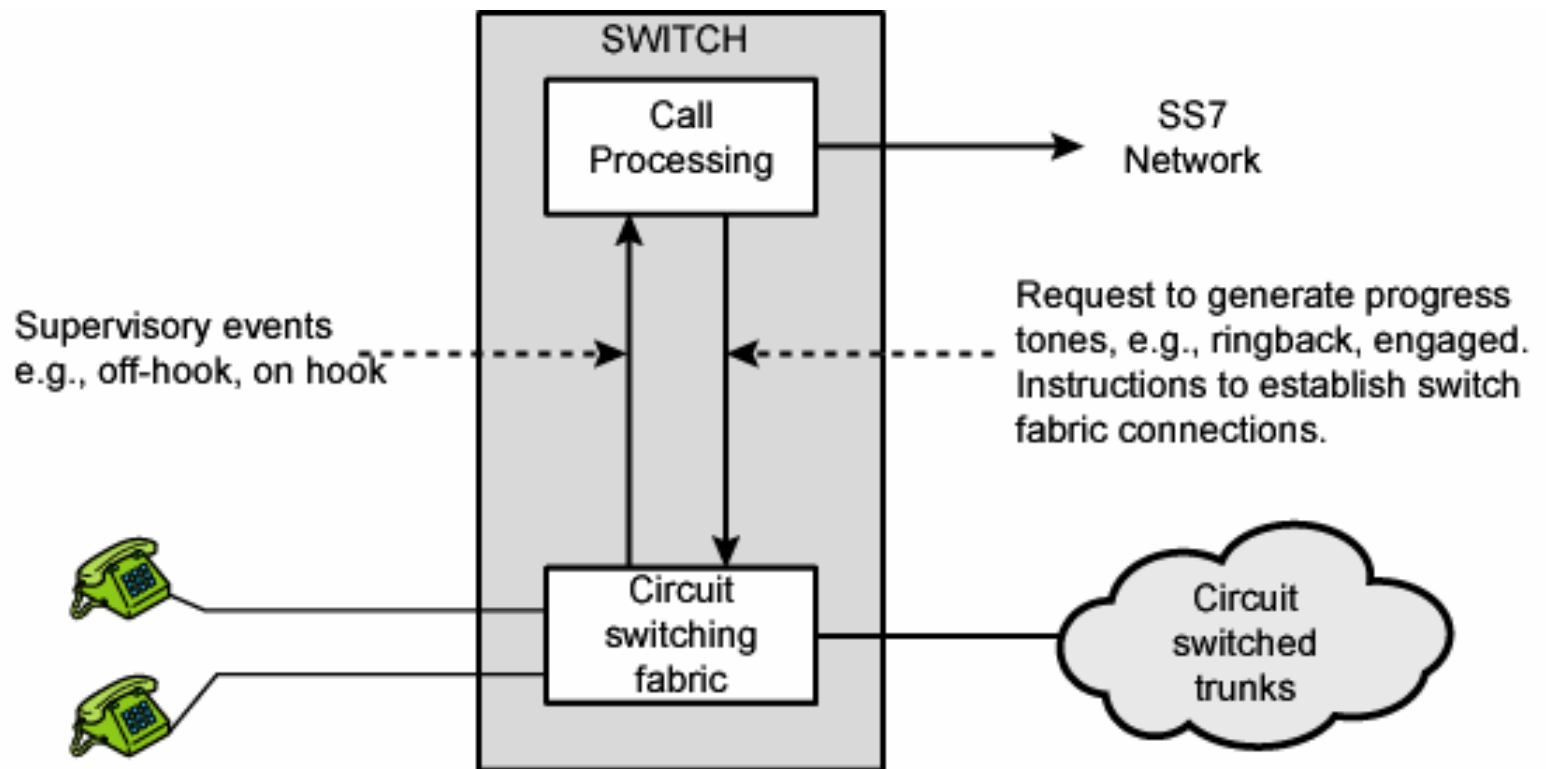 SWITCH
Call
Processing
SS7
Network
Supervisory events
e.g., off-hook, on hook
Request to generate progress
tones, e.g., ringback, engaged.
Instructions to establish switch
fabric connections.
Circuit
switching
fabric
Circuit
switched
trunks